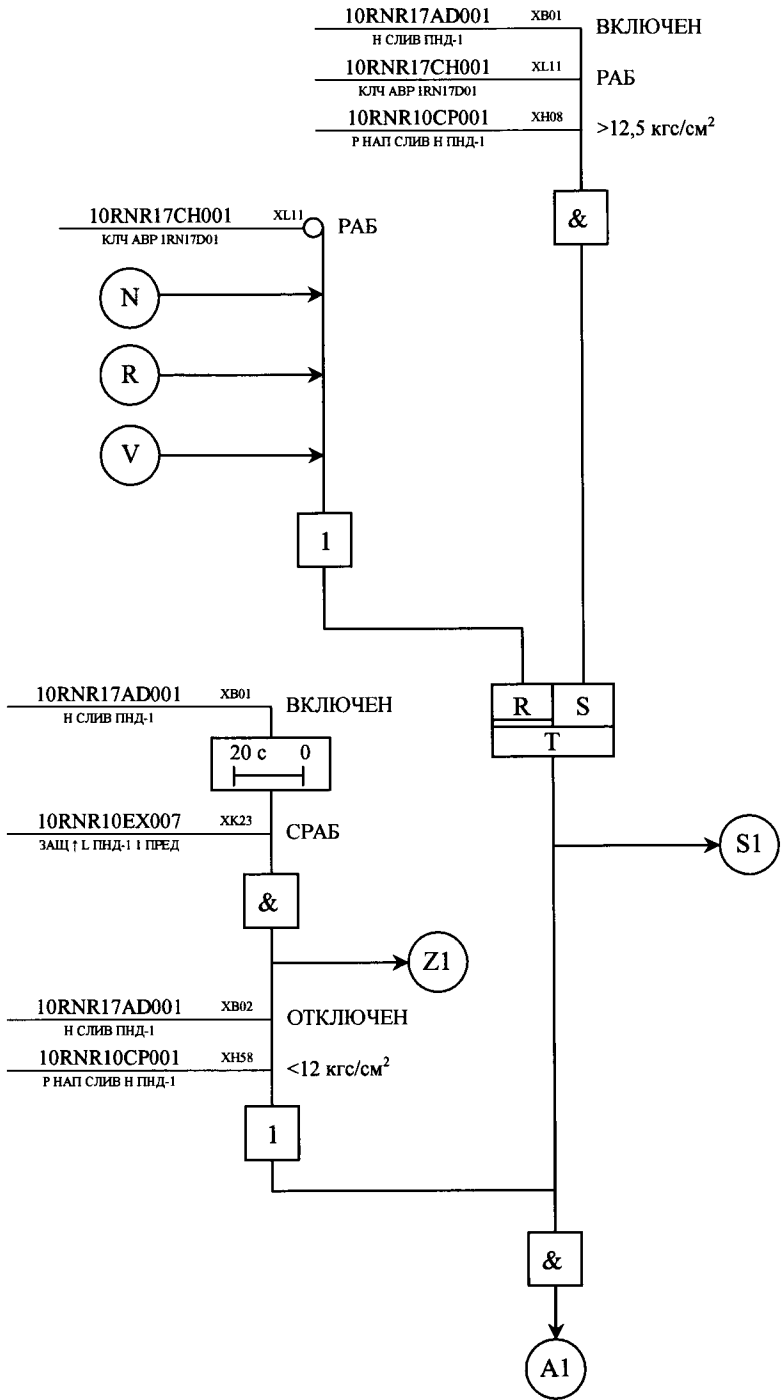 10RNR17AD001 XB01 ВКЛЮЧЕН
Н СЛИВ ПНД-1
10RNR17CH001 XL11 РАБ
КЛЧ АВР 1RN17D01
10RNR10CP001 XH08 >12,5 кгс/см²
Р НАП СЛИВ Н ПНД-1
&
10RNR17CH001 XL11 РАБ
КЛЧ АВР 1RN17D01
N
R
V
1
R S
T
10RNR17AD001 XB01 ВКЛЮЧЕН
Н СЛИВ ПНД-1
20 с 0
10RNR10EX007 XK23 СРАБ
ЗАЩ ↑ L ПНД-1 1 ПРЕД
S1
&
Z1
10RNR17AD001 XB02 ОТКЛЮЧЕН
Н СЛИВ ПНД-1
10RNR10CP001 XH58 <12 кгс/см²
Р НАП СЛИВ Н ПНД-1
1
&
A1